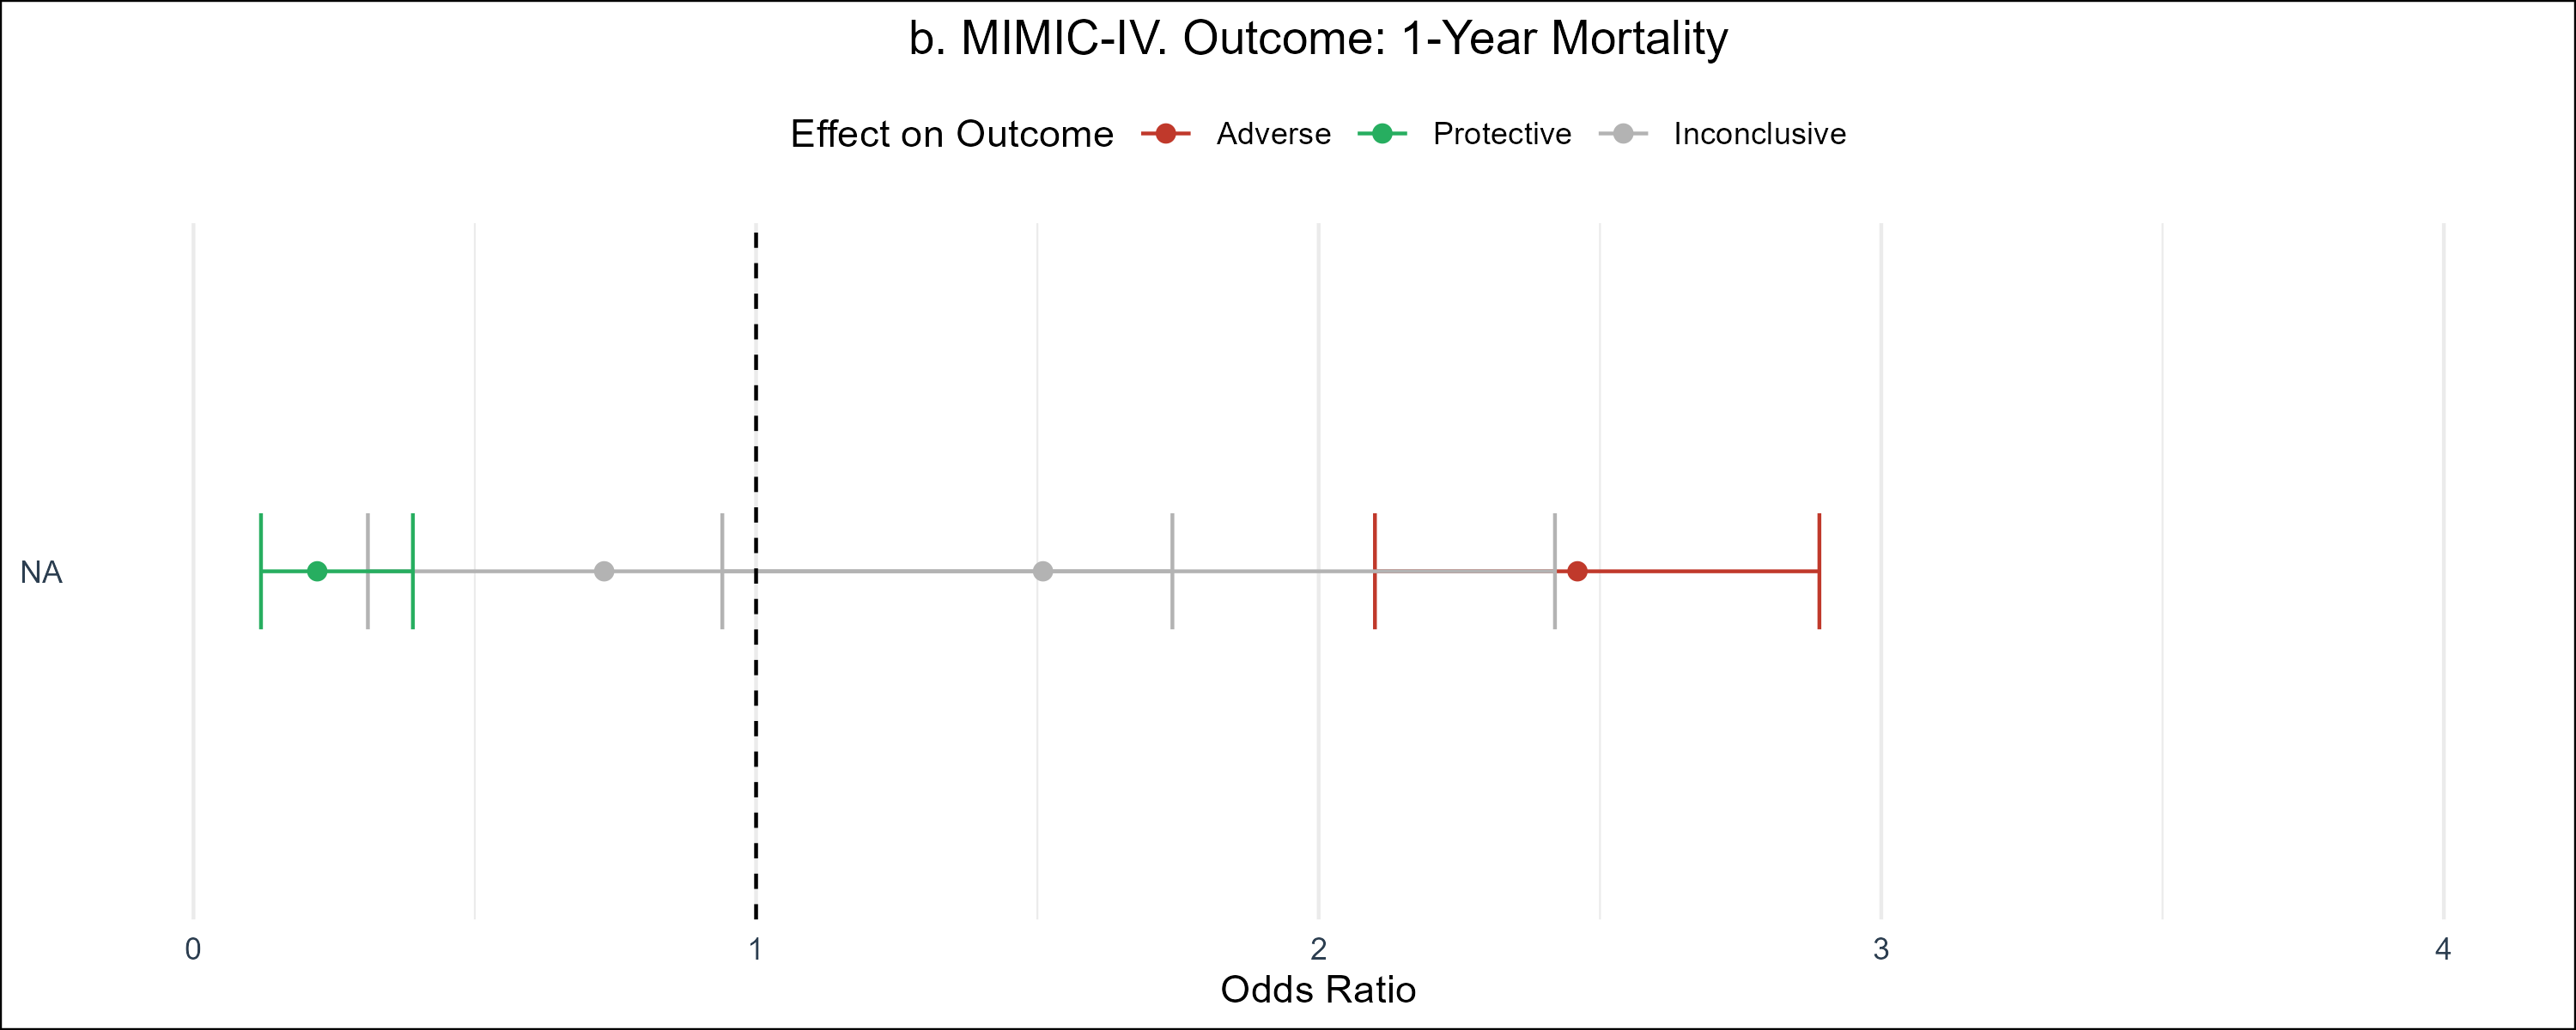 b. MIMIC-IV. Outcome: 1-Year Mortality
Effect on Outcome Adverse Protective Inconclusive
NA
0 1 2 3 4
Odds Ratio